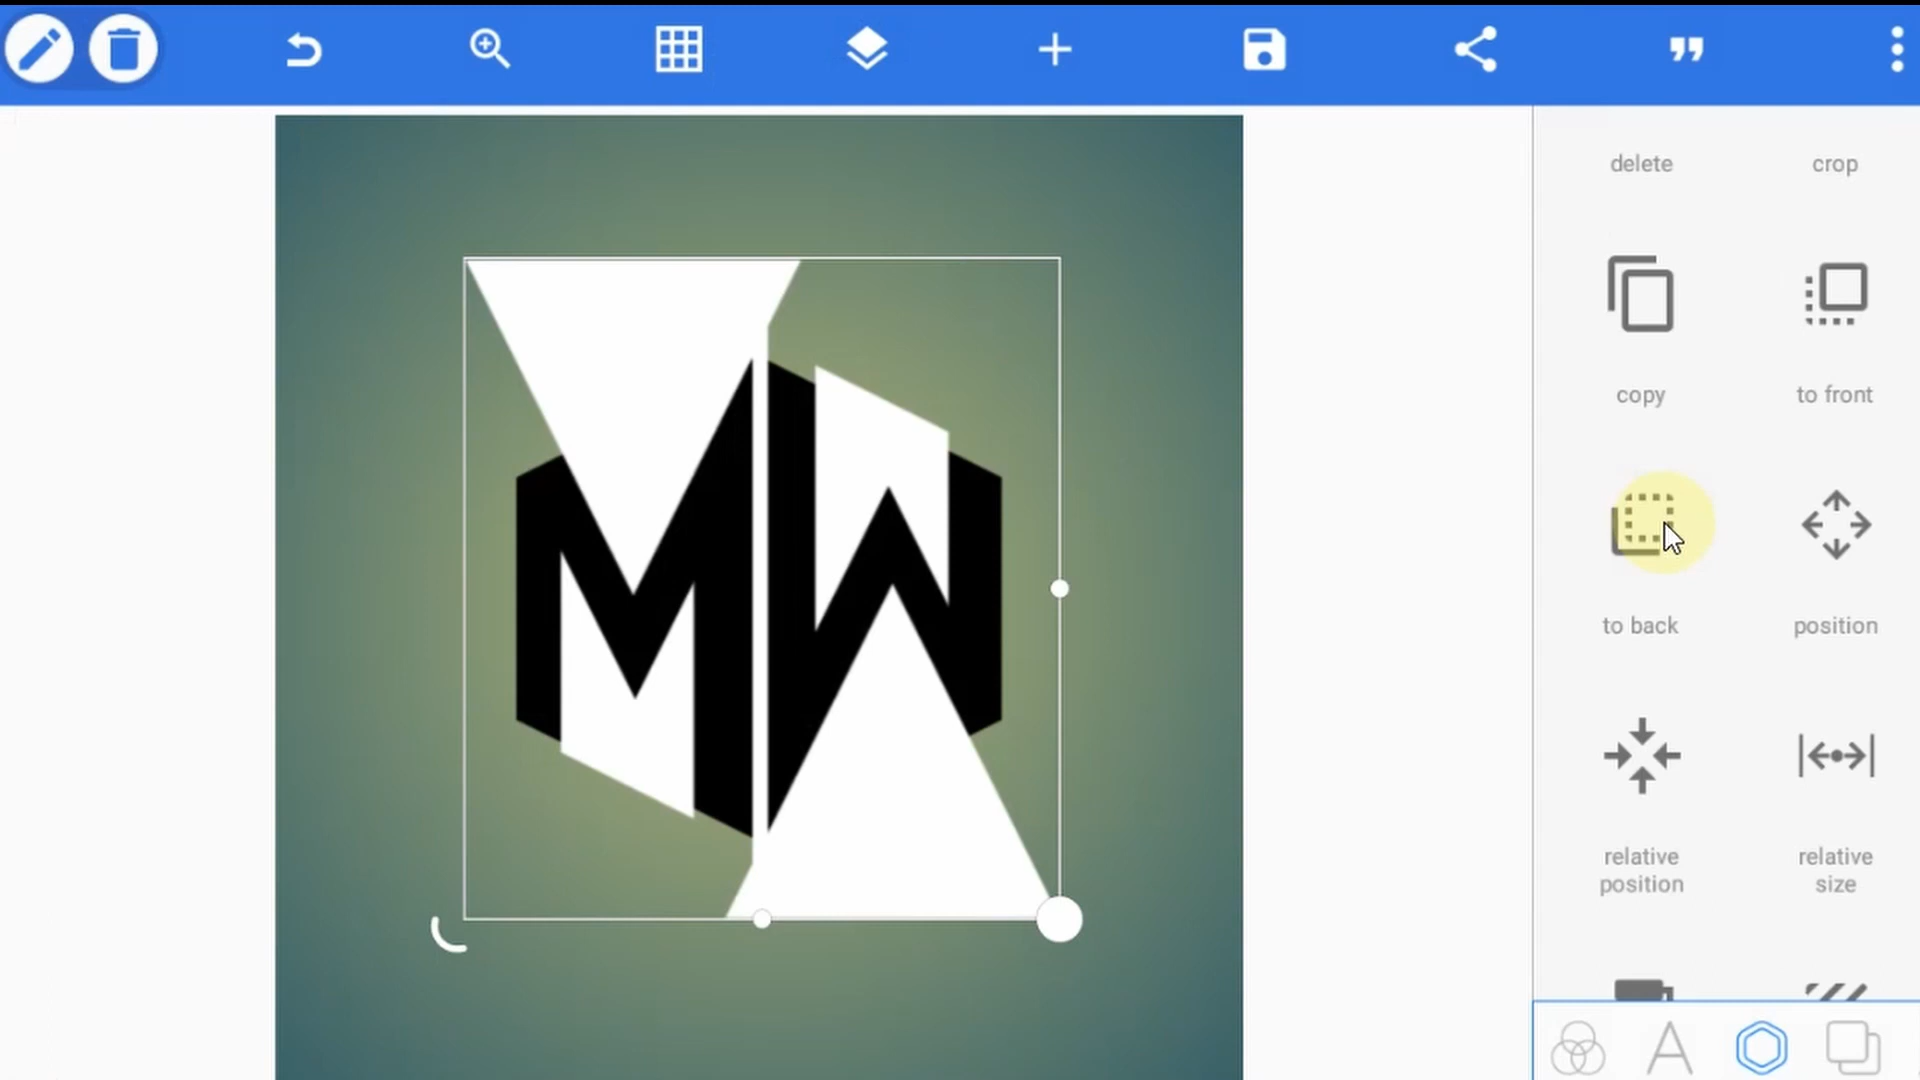 delete
crop
copy
to front
to back
position
relative
position
relative
size
MW